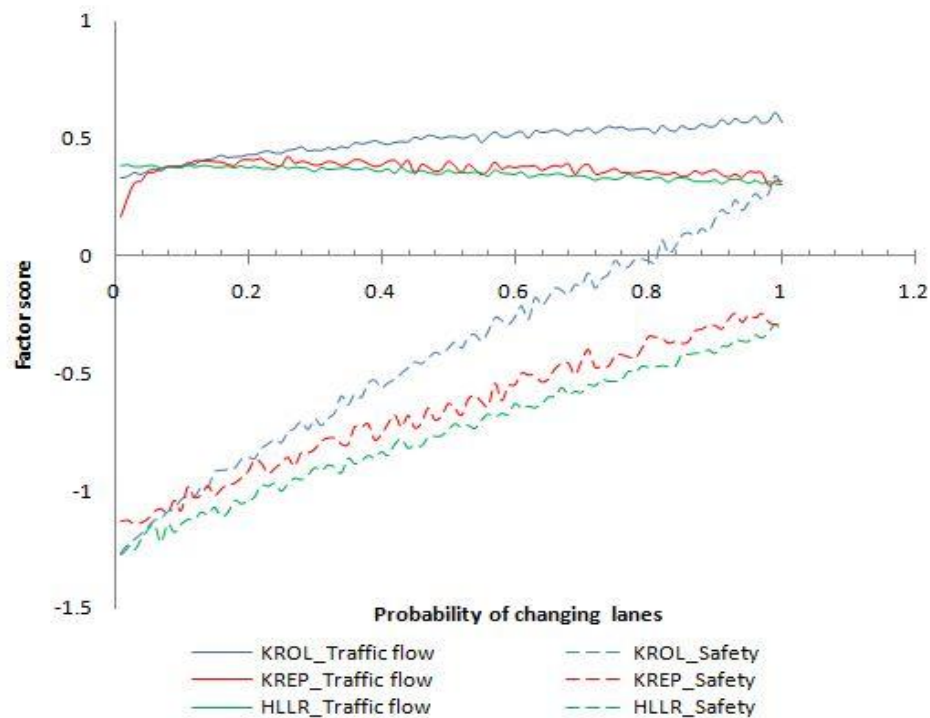 1
0.5
0
0 0.2 0.4 0.6 0.8 1 1.2
Factor score
-0.5
-1
-1.5
Probability of changing lanes
KROL_Traffic flow KROL_Safety
KREP_Traffic flow KREP_Safety
HLLR_Traffic flow HLLR_Safety